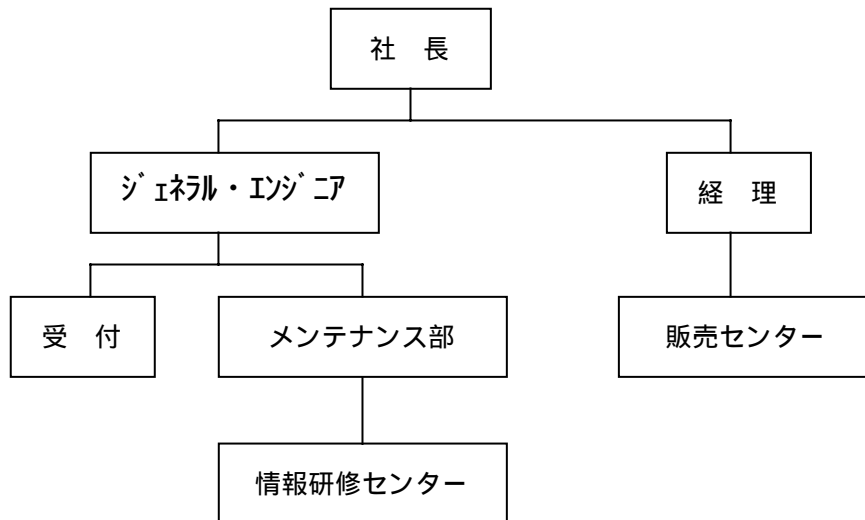 社　長
ｼﾞｪﾈﾗﾙ・ｴﾝｼﾞﾆｱ
経　理
受　付
メンテナンス部
販売センター
情報研修センター